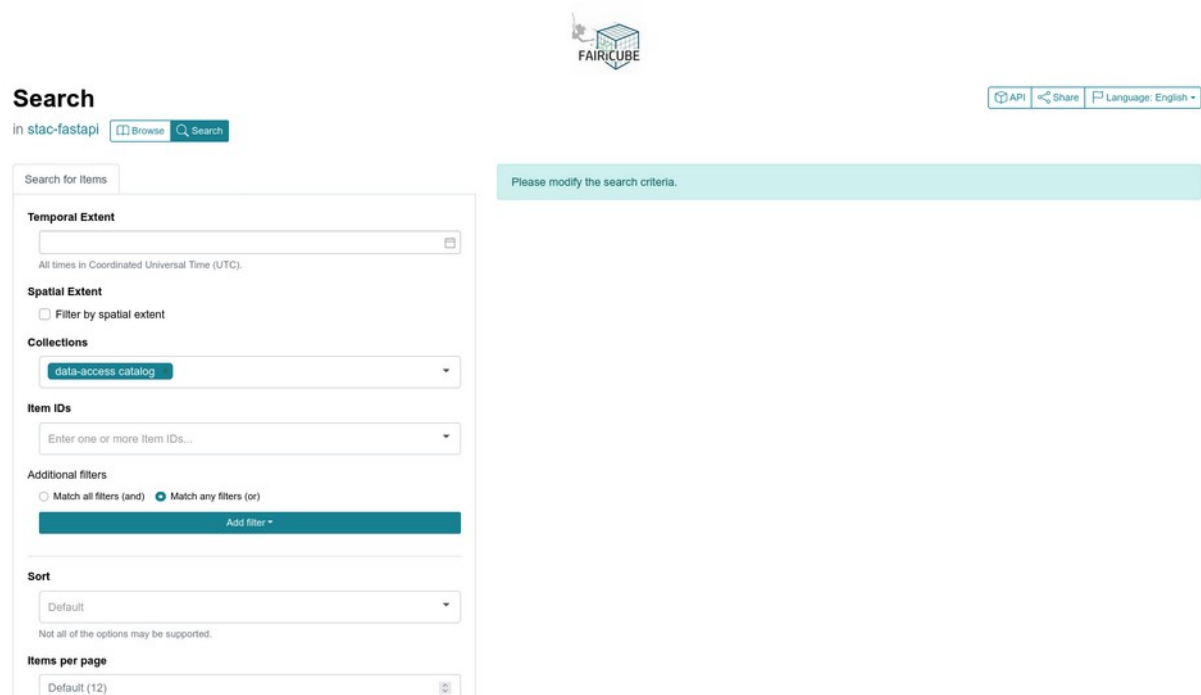 FAIRiCUBE
Search
API Share Language: English
in stac-fastapi Browse Search
Search for Items
Please modify the search criteria.
Temporal Extent
All times in Coordinated Universal Time (UTC).
Spatial Extent
Filter by spatial extent
Collections
data-access catalog
Item IDs
Enter one or more Item IDs...
Additional filters
Match all filters (and) Match any filters (or)
Add filter
Sort
Default
Not all of the options may be supported.
Items per page
Default (12)